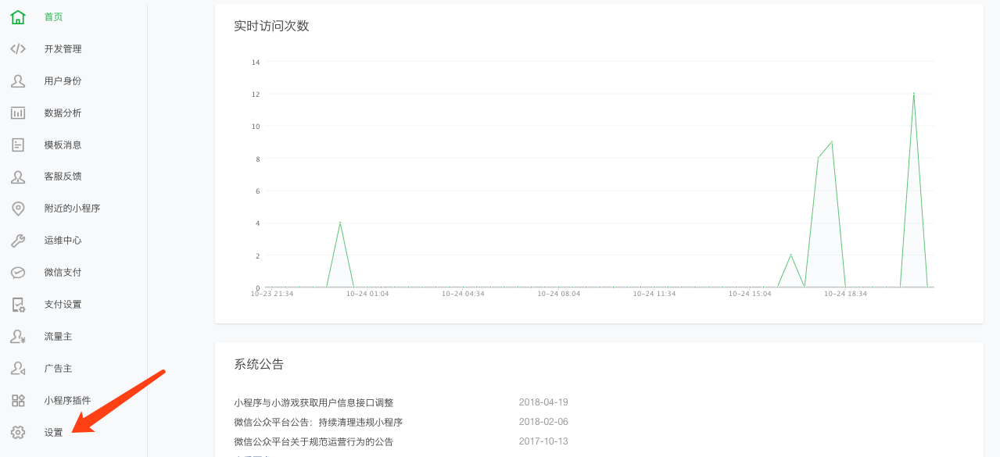 首页
开发管理
用户身份
数据分析
模板消息
客服反馈
附近的小程序
运维中心
微信支付
支付设置
流量主
广告主
小程序插件
设置
实时访问次数
14
12
10
8
6
4
2
0
10-23 21:34 10-24 01:04 10-24 04:34 10-24 08:04 10-24 11:34 10-24 15:04 10-24 18:34
系统公告
小程序与小游戏获取用户信息接口调整 2018-04-19
微信公众平台公告：持续清理违规小程序 2018-02-06
微信公众平台关于规范运营行为的公告 2017-10-13